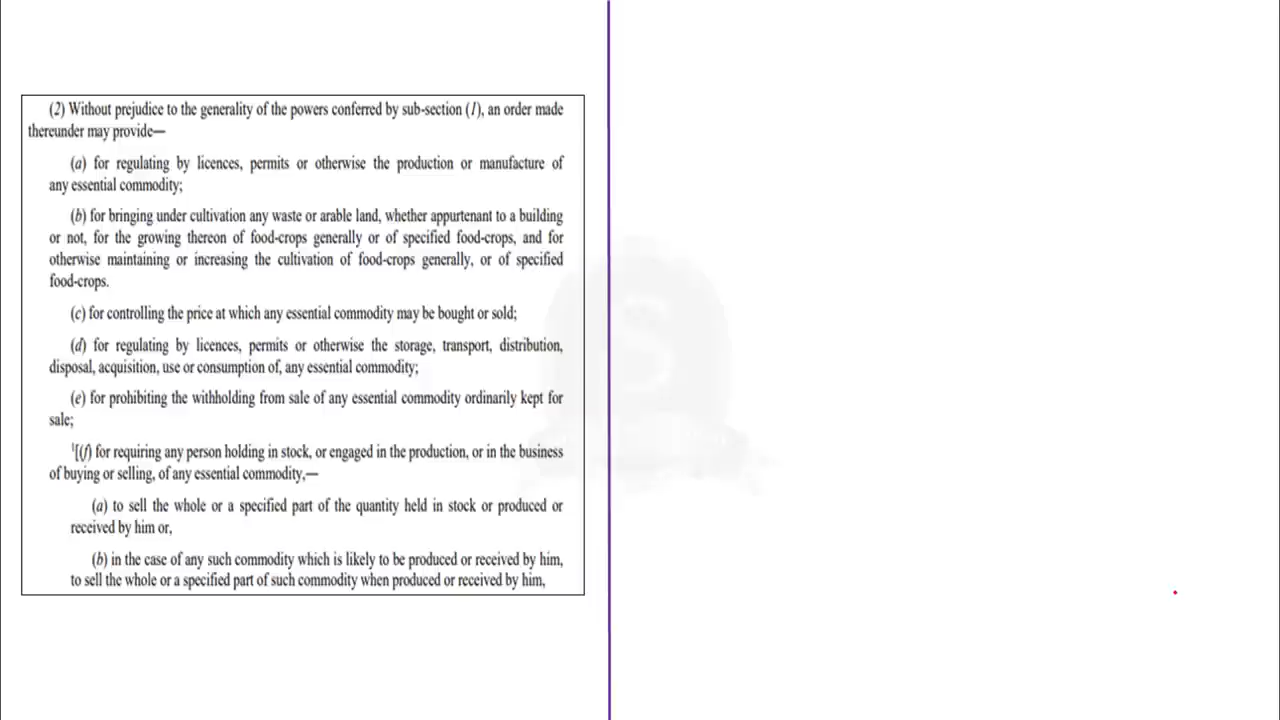 (2) Without prejudice to the generality of the powers conferred by sub-section (1), an order made
thereunder may provide—
(a) for regulating by licences, permits or otherwise the production or manufacture of
any essential commodity;
(b) for bringing under cultivation any waste or arable land, whether appurtenant to a building
or not, for the growing thereon of food-crops generally or of specified food-crops, and for
otherwise maintaining or increasing the cultivation of food-crops generally, or of specified
food-crops.
(c) for controlling the price at which any essential commodity may be bought or sold;
(d) for regulating by licences, permits or otherwise the storage, transport, distribution,
disposal, acquisition, use or consumption of, any essential commodity;
(e) for prohibiting the withholding from sale of any essential commodity ordinarily kept for
sale;
¹[(f) for requiring any person holding in stock, or engaged in the production, or in the business
of buying or selling, of any essential commodity,—
(a) to sell the whole or a specified part of the quantity held in stock or produced or
received by him or,
(b) in the case of any such commodity which is likely to be produced or received by him,
to sell the whole or a specified part of such commodity when produced or received by him,